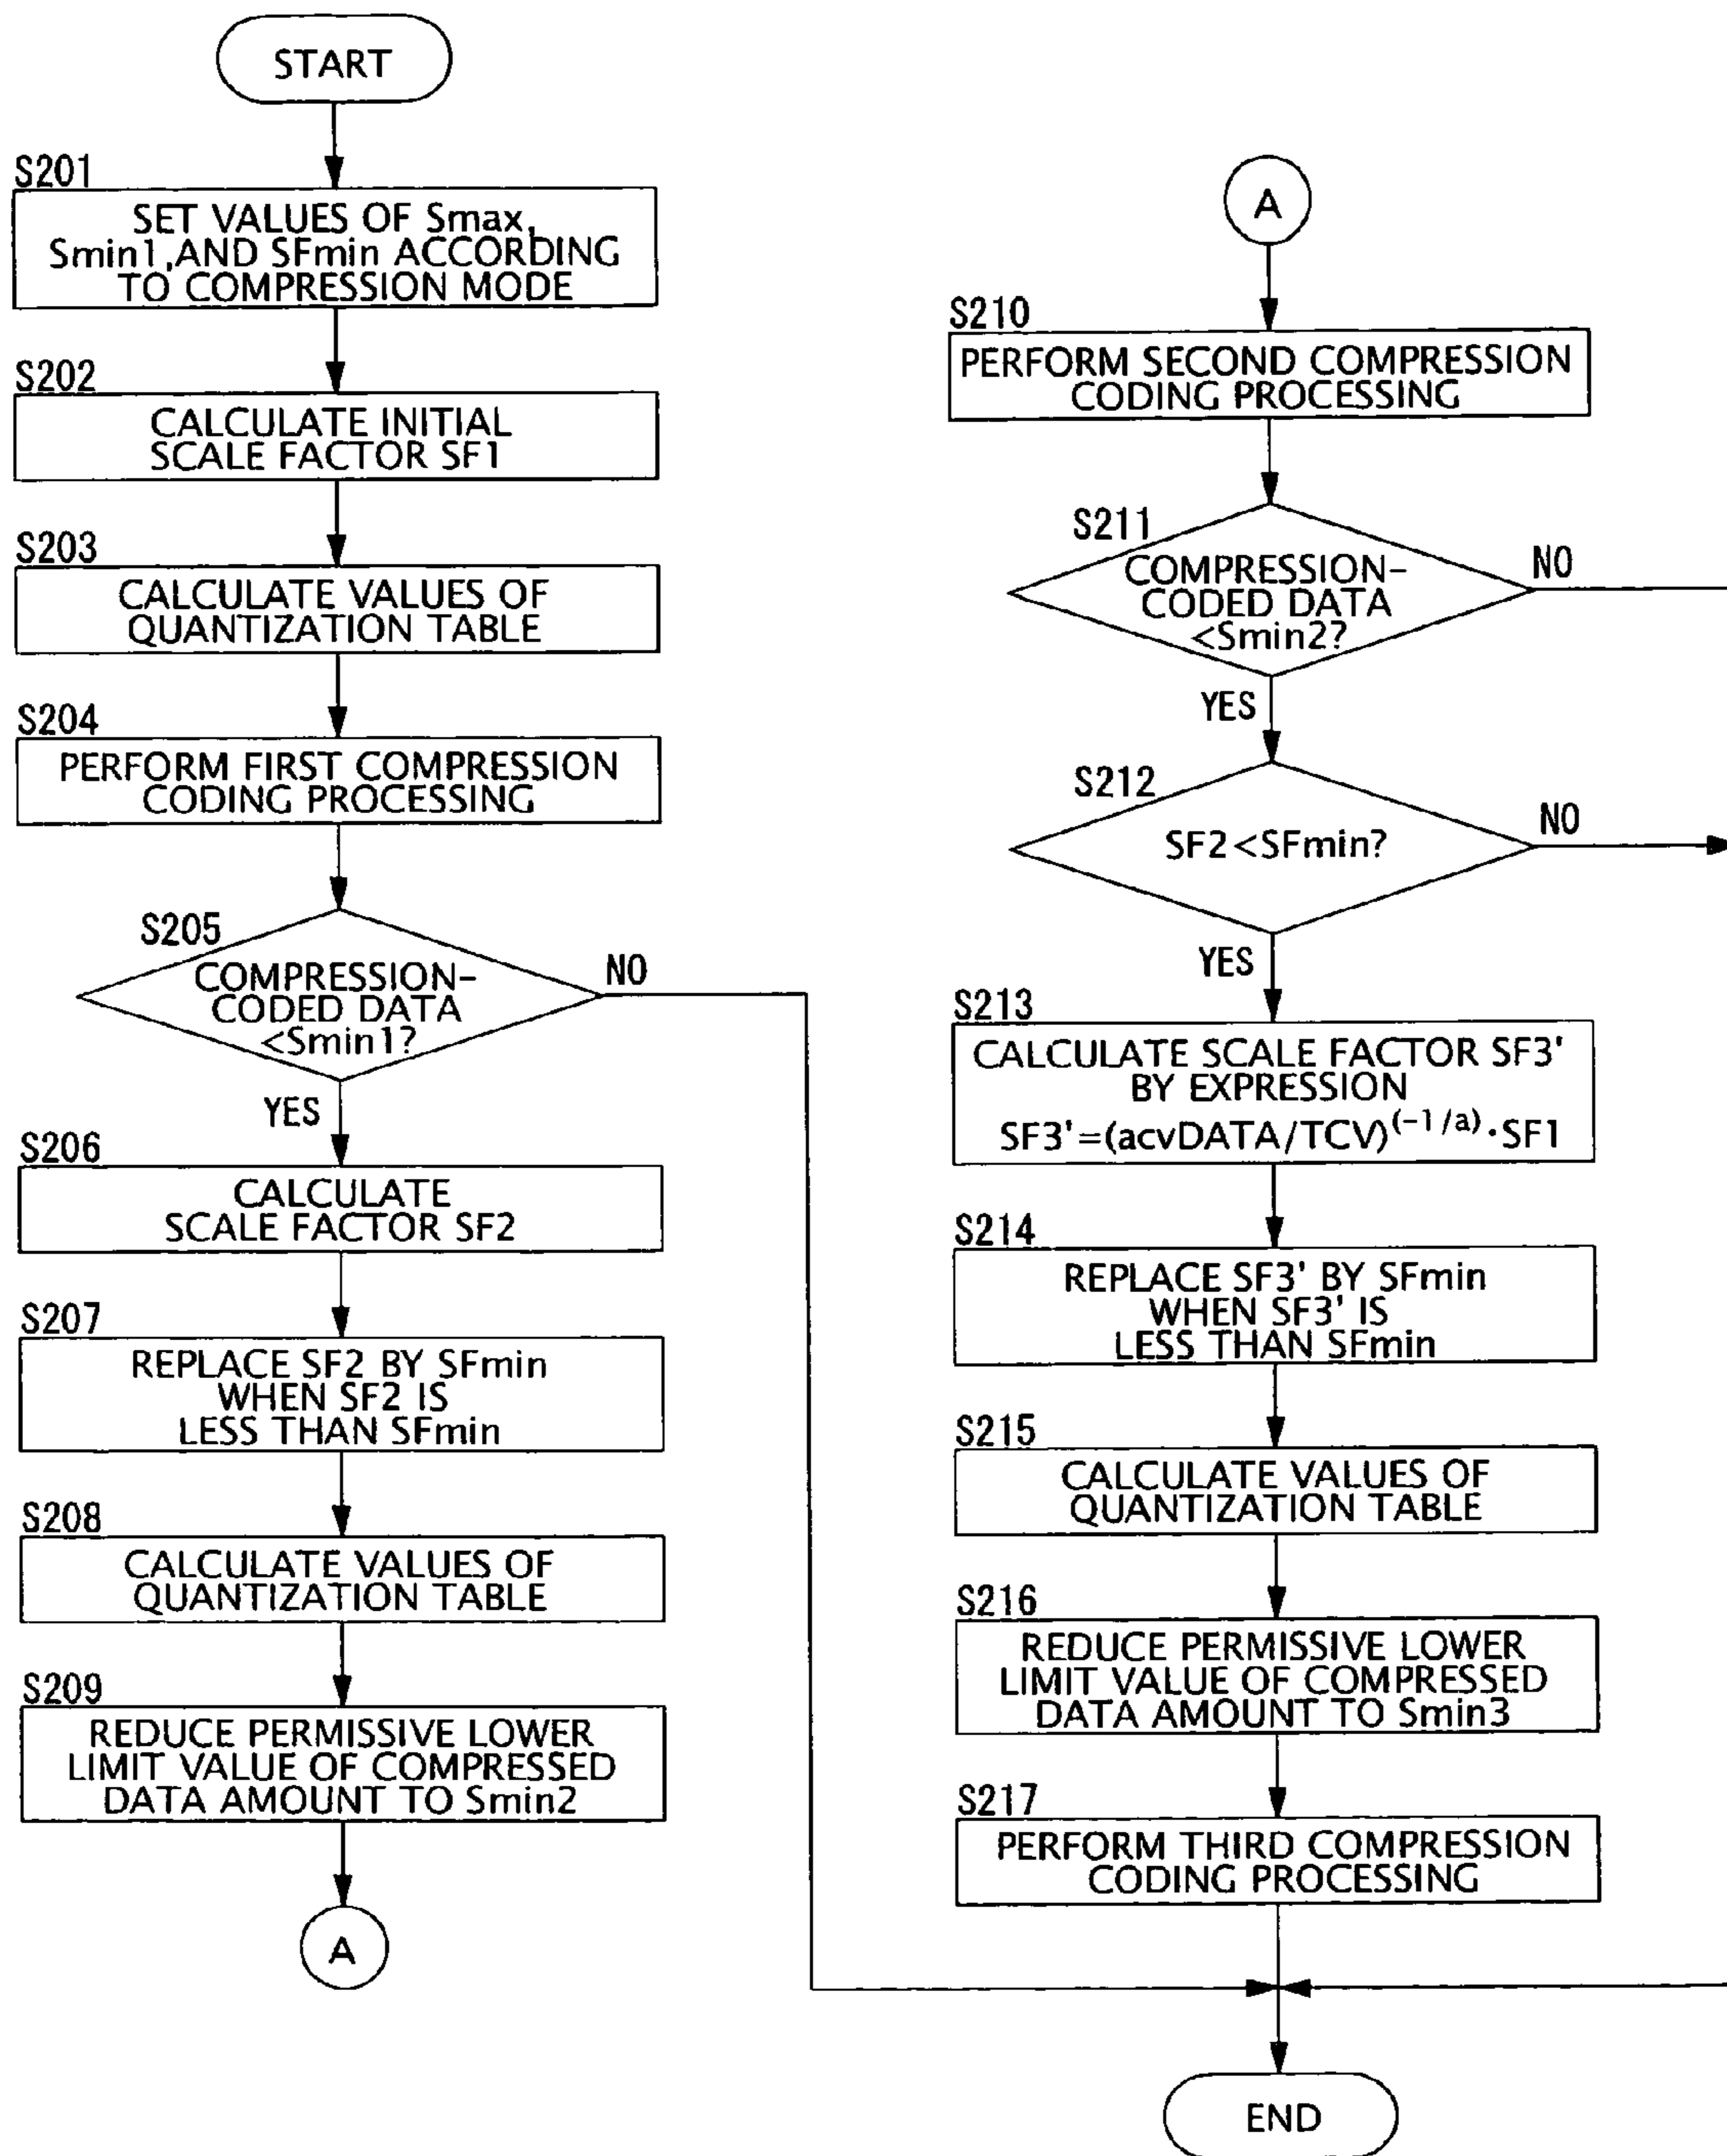 START
S201
SET VALUES OF Smax,
Smin1,AND SFmin ACCORDING
TO COMPRESSION MODE
S202
CALCULATE INITIAL
SCALE FACTOR SF1
S203
CALCULATE VALUES OF
QUANTIZATION TABLE
S204
PERFORM FIRST COMPRESSION
CODING PROCESSING
S205
COMPRESSION-
CODED DATA
<Smin1?
NO
YES
S206
CALCULATE
SCALE FACTOR SF2
S207
REPLACE SF2 BY SFmin
WHEN SF2 IS
LESS THAN SFmin
S208
CALCULATE VALUES OF
QUANTIZATION TABLE
S209
REDUCE PERMISSIVE LOWER
LIMIT VALUE OF COMPRESSED
DATA AMOUNT TO Smin2
A
A
S210
PERFORM SECOND COMPRESSION
CODING PROCESSING
S211
COMPRESSION-
CODED DATA
<Smin2?
NO
YES
S212
SF2<SFmin?
NO
YES
S213
CALCULATE SCALE FACTOR SF3'
BY EXPRESSION
SF3'=(acvDATA/TCV)^(-1/a)·SF1
S214
REPLACE SF3' BY SFmin
WHEN SF3' IS
LESS THAN SFmin
S215
CALCULATE VALUES OF
QUANTIZATION TABLE
S216
REDUCE PERMISSIVE LOWER
LIMIT VALUE OF COMPRESSED
DATA AMOUNT TO Smin3
S217
PERFORM THIRD COMPRESSION
CODING PROCESSING
END